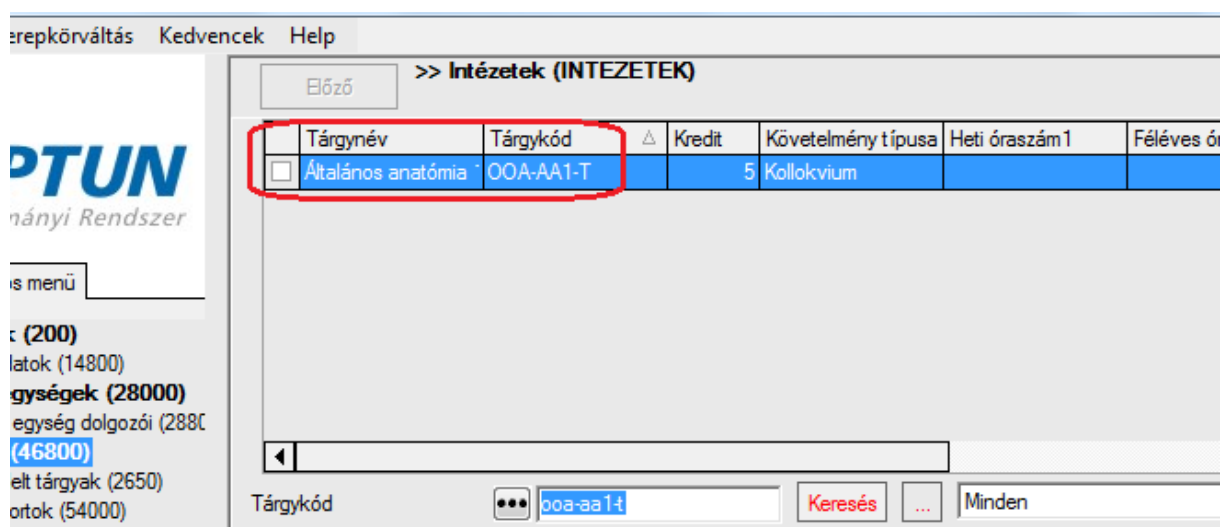 erepkörváltás Kedvencek Help
Előző >> Intézetek (INTEZETEK)
Tárgynév Tárgykód Kredit Követelmény típusa Heti óraszám1 Féléves ó
Általános anatómia OOA-AA1-T 5 Kollokvium
PTUN
mányi Rendszer
os menü
k (200)
latok (14800)
egységek (28000)
egység dolgozói (2880
(46800)
elt tárgyak (2650)
ortok (54000)
Tárgykód ooa-aa1-t Keresés ... Minden